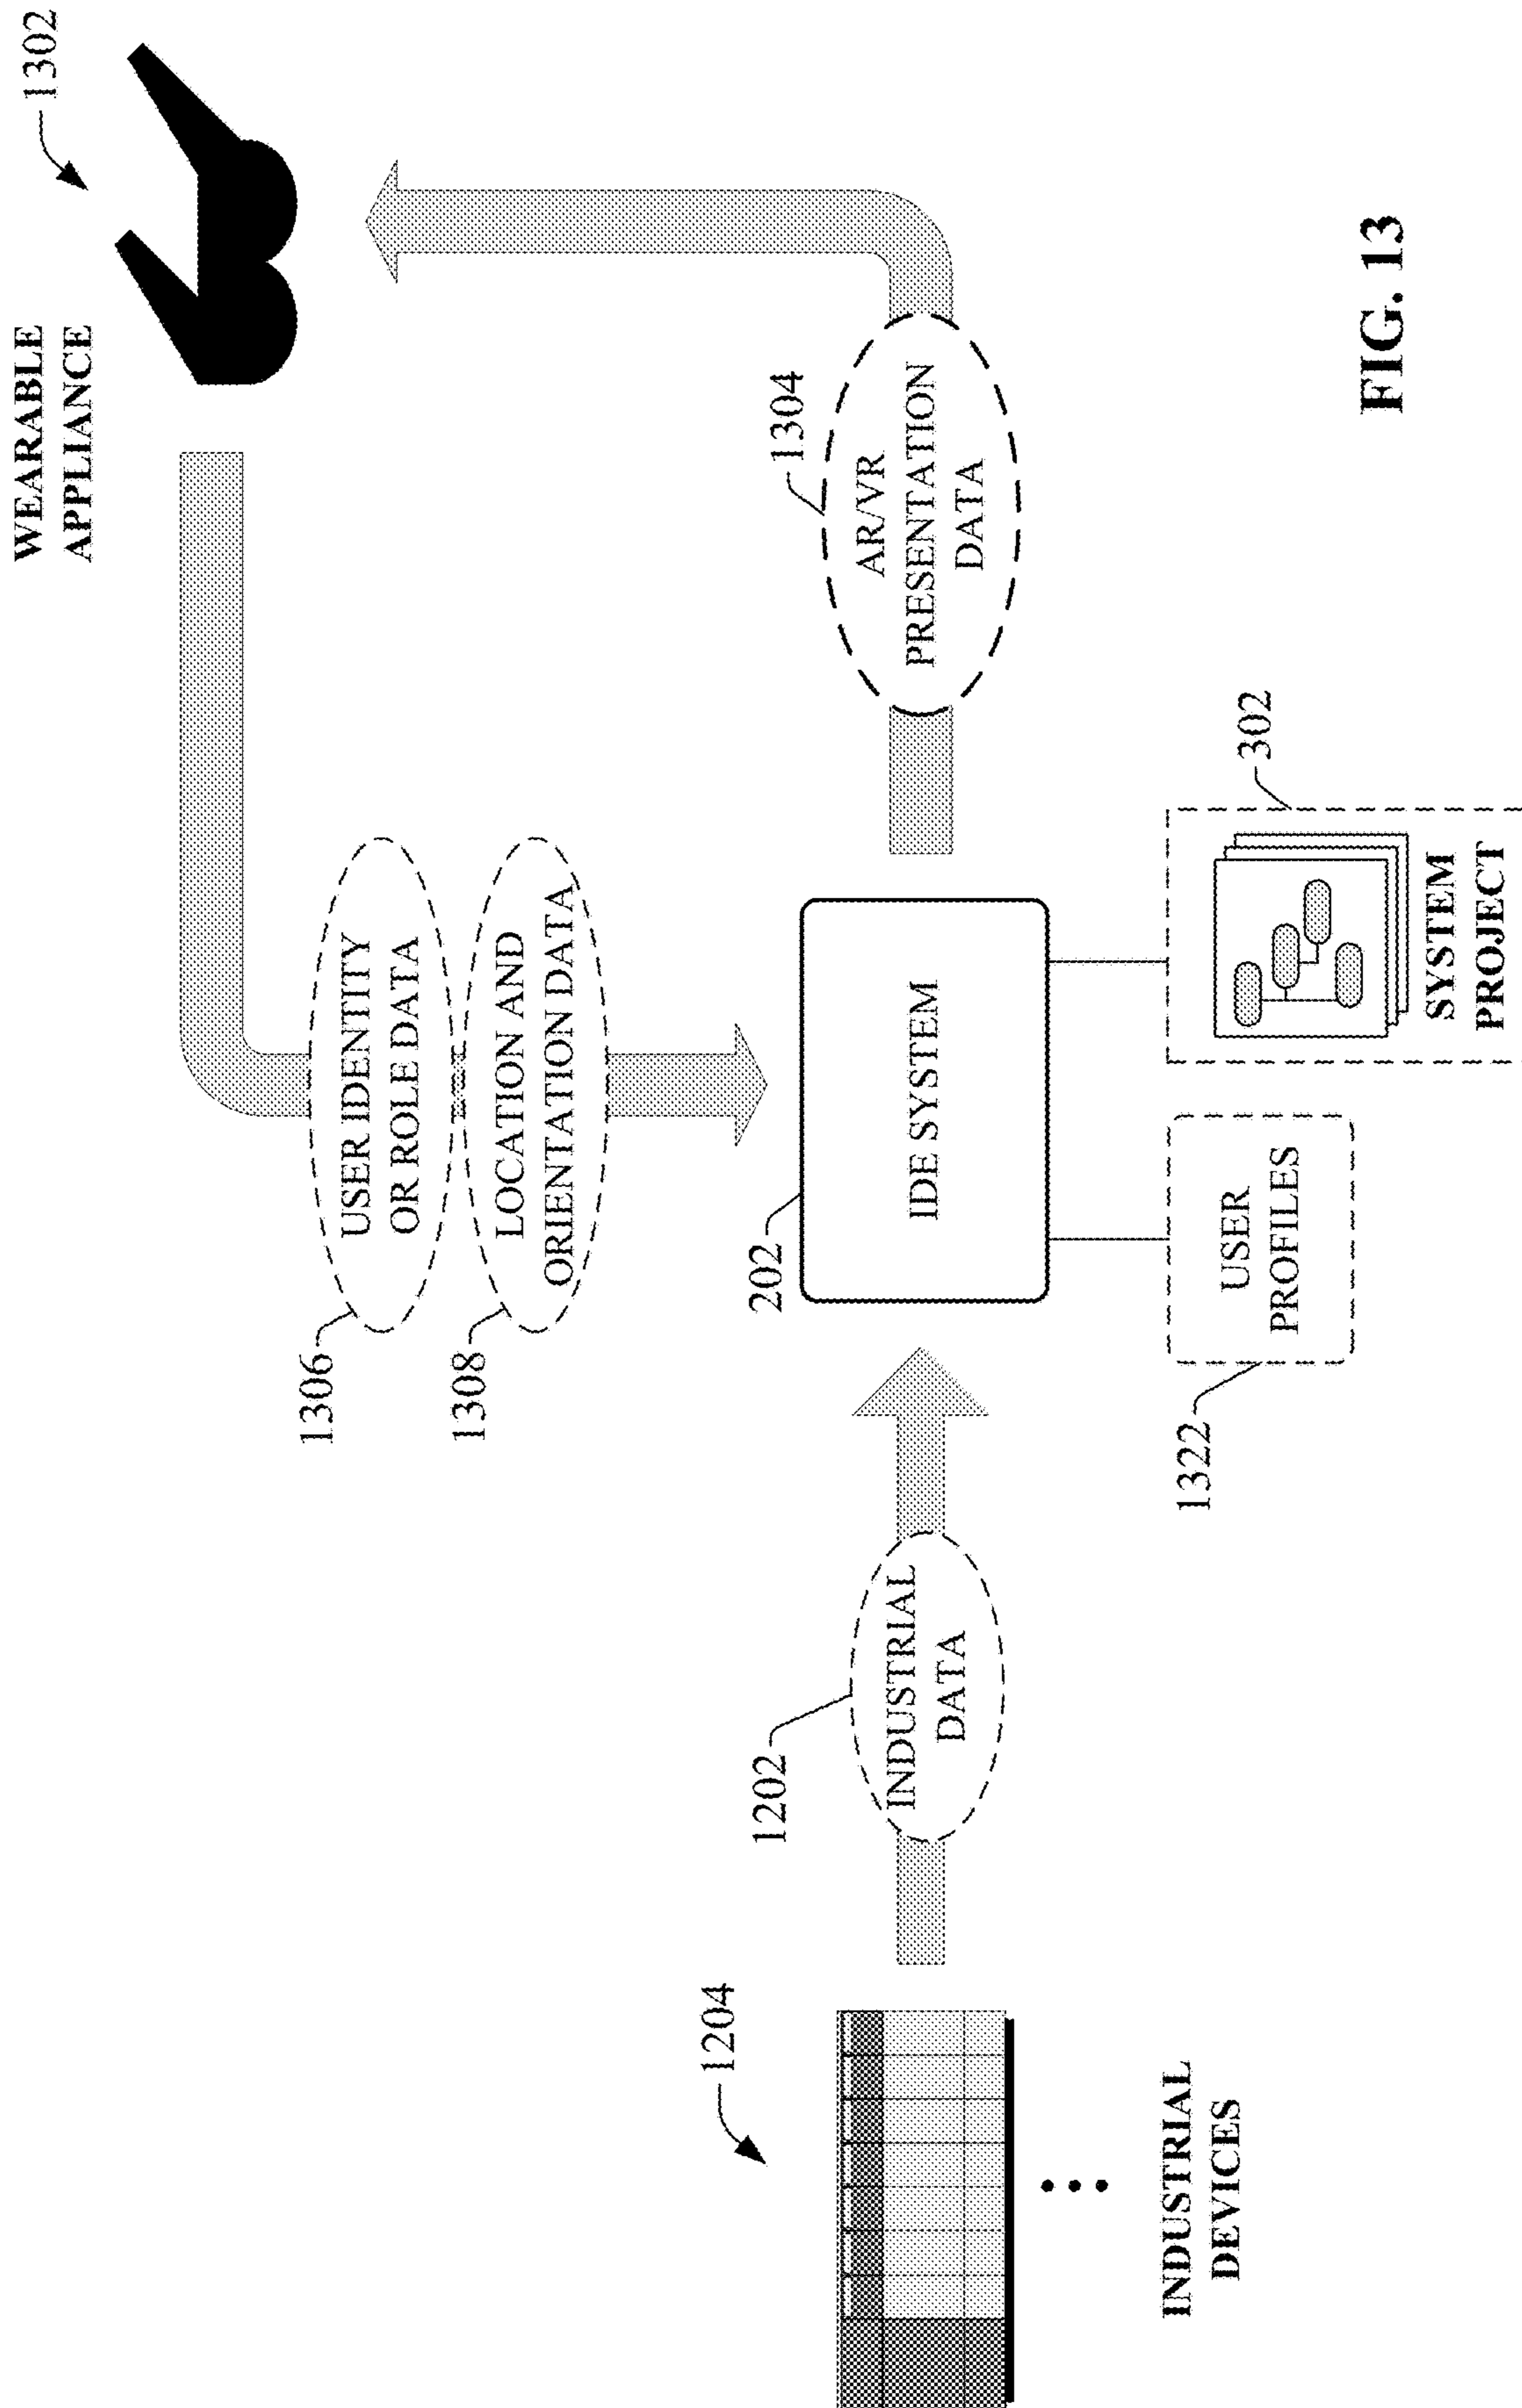 WEARABLE
APPLIANCE
1302
1306
USER IDENTITY
OR ROLE DATA
1308
LOCATION AND
ORIENTATION DATA
1304
AR/VR
PRESENTATION
DATA
202
IDE SYSTEM
1202
INDUSTRIAL
DATA
1204
INDUSTRIAL
DEVICES
1322
USER
PROFILES
302
SYSTEM
PROJECT
FIG. 13